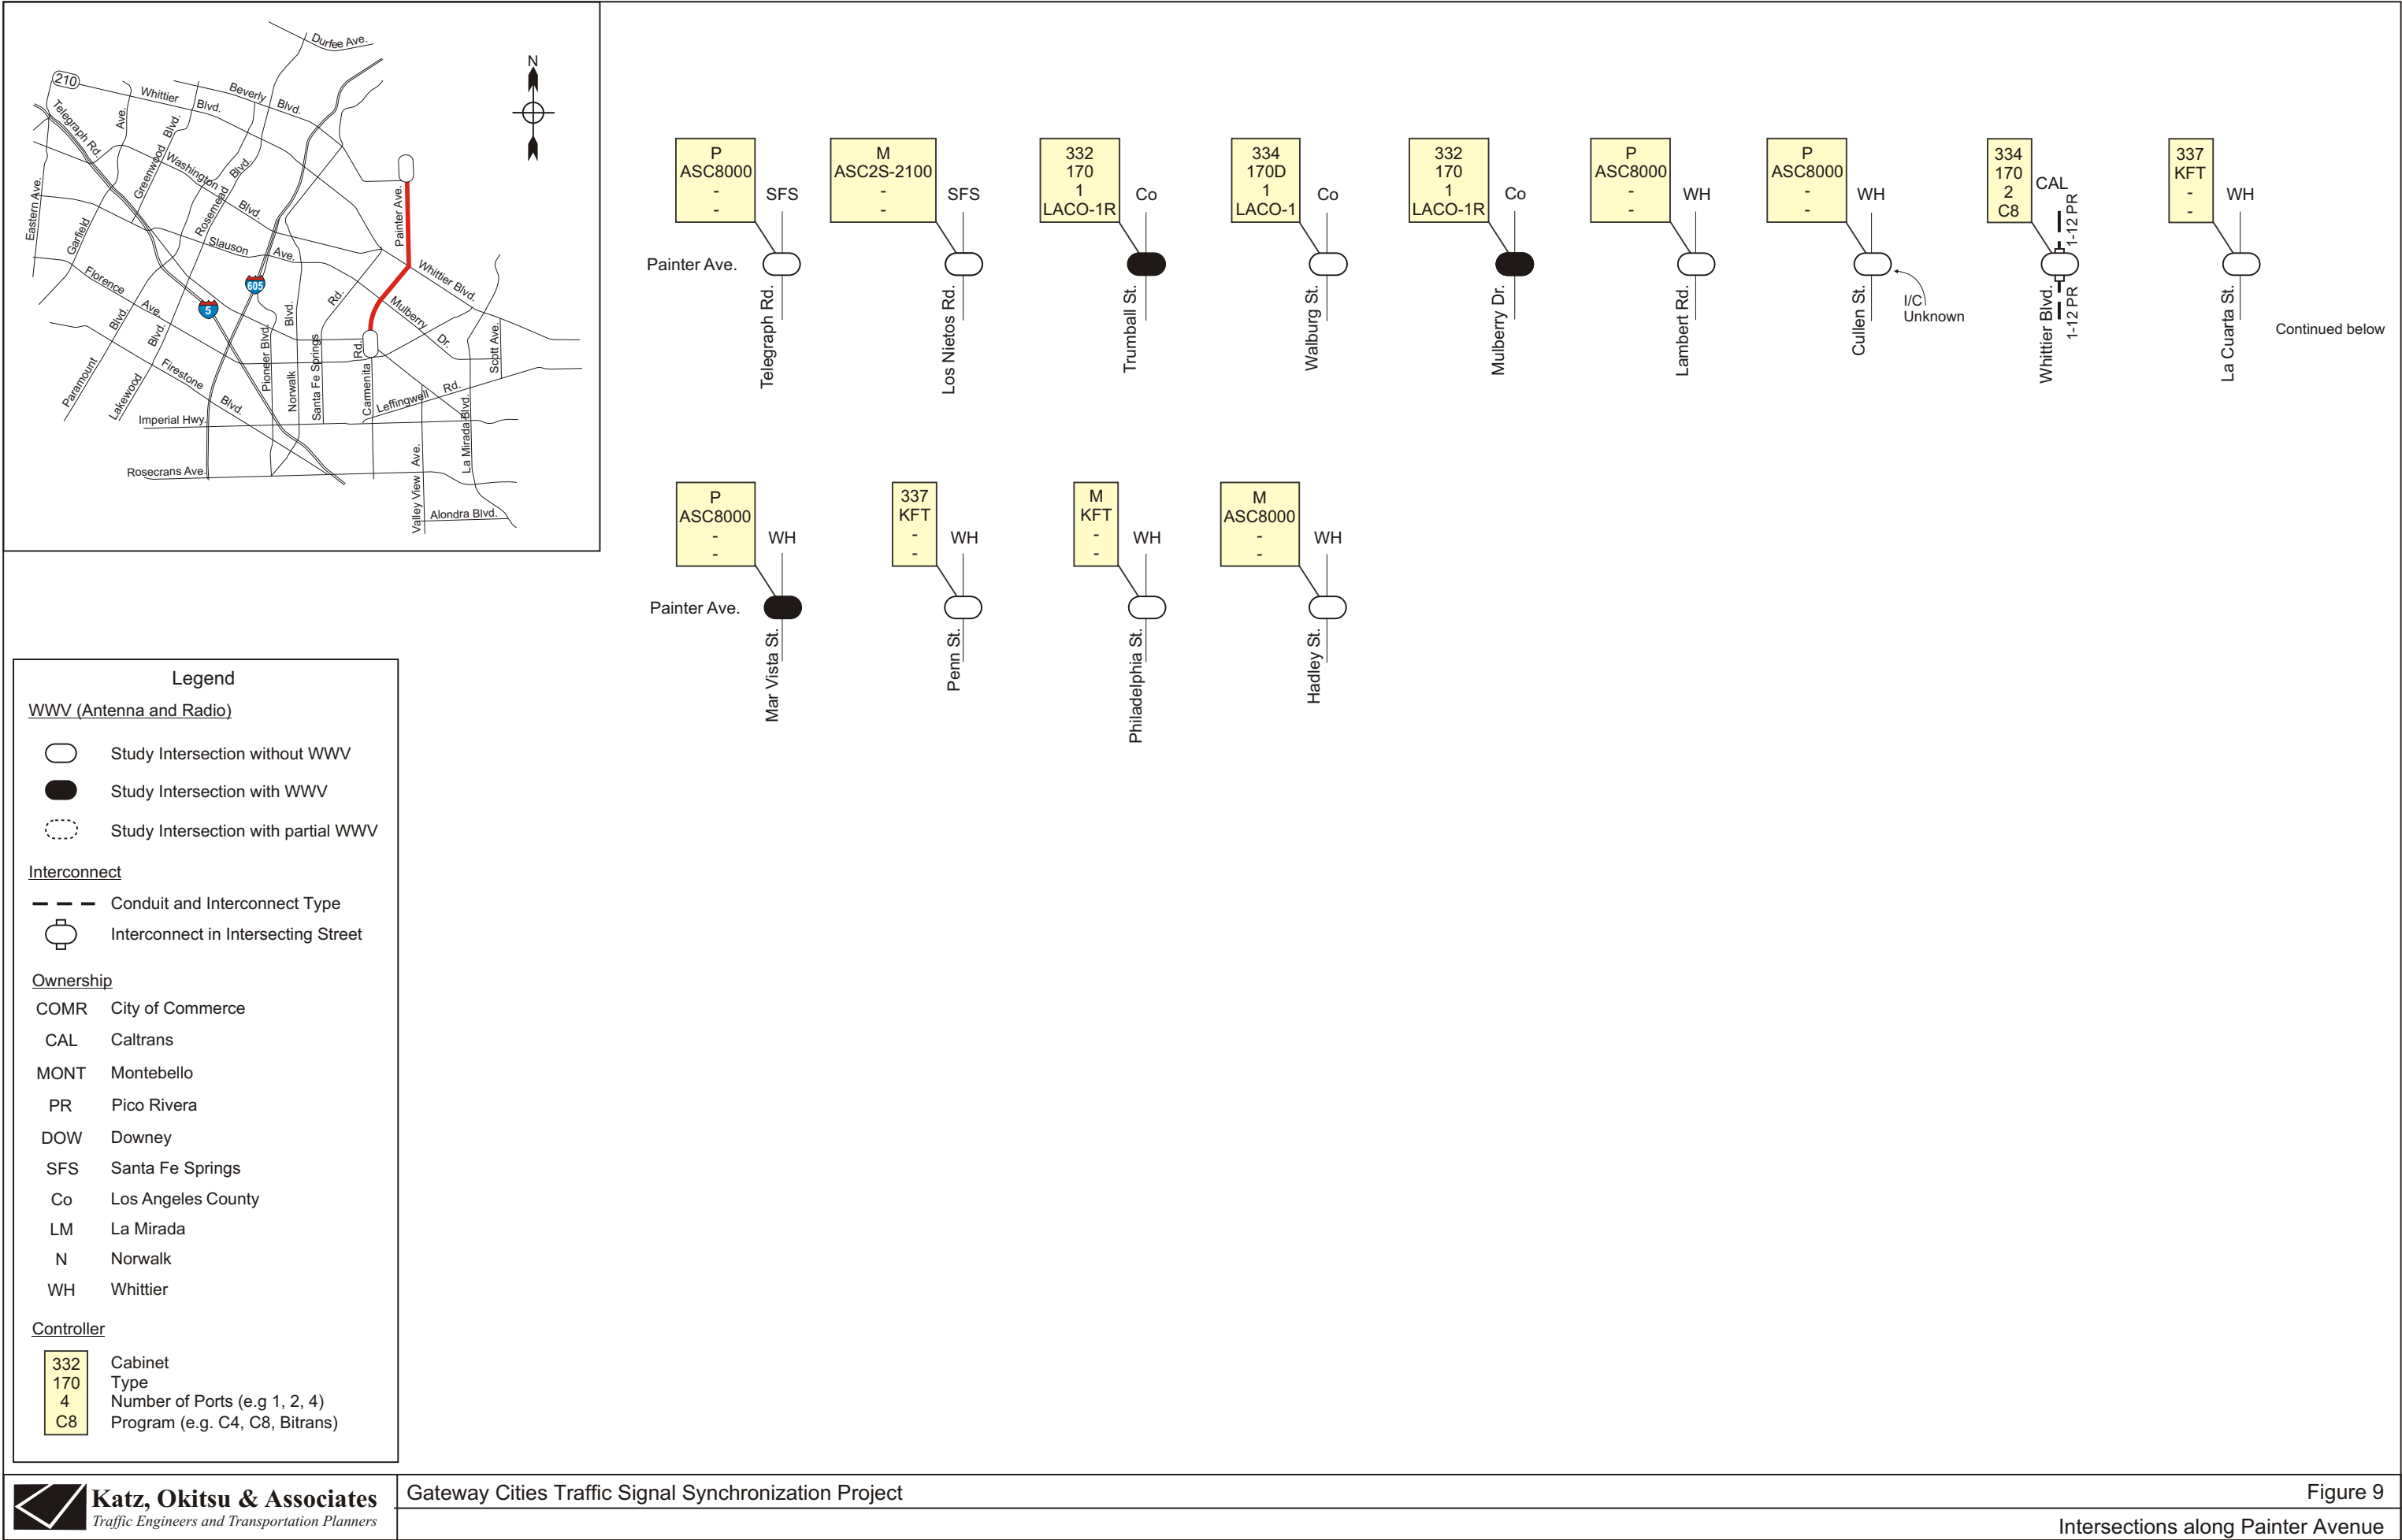 Durfee Ave.
N
210
Whittier Blvd.
Beverly Blvd.
Telegraph Rd.
Ave.
Greenwood Blvd.
Washington Blvd.
Rosemead Blvd.
Painter Ave.
Eastern Ave.
Garfield
Slauson Ave.
Whittier Blvd.
Florence Ave.
605
5
Blvd.
Rd.
Mulberry Dr.
Blvd.
Blvd.
Pioneer Blvd.
Norwalk
Santa Fe Springs
Rd.
Carmenita
Scott Ave.
Paramount
Lakewood
Firestone Blvd.
Leffingwell Rd.
Imperial Hwy.
La Mirada Blvd.
Rosecrans Ave.
Valley View Ave.
Alondra Blvd.
P
ASC8000
-
-
SFS
Telegraph Rd.
M
ASC2S-2100
-
-
SFS
Los Nietos Rd.
332
170
1
LACO-1R
Co
Trumball St.
334
170D
1
LACO-1
Co
Walburg St.
332
170
1
LACO-1R
Co
Mulberry Dr.
P
ASC8000
-
-
WH
Lambert Rd.
P
ASC8000
-
-
WH
Cullen St.
I/C
Unknown
334
170
2
C8
CAL
1-12 PR
1-12 PR
Whittier Blvd.
337
KFT
-
-
WH
La Cuarta St.
Painter Ave.
Continued below
P
ASC8000
-
-
WH
Mar Vista St.
337
KFT
-
-
WH
Penn St.
M
KFT
-
-
WH
Philadelphia St.
M
ASC8000
-
-
WH
Hadley St.
Painter Ave.
Legend
WWV (Antenna and Radio)
Study Intersection without WWV
Study Intersection with WWV
Study Intersection with partial WWV
Interconnect
Conduit and Interconnect Type
Interconnect in Intersecting Street
Ownership
COMR City of Commerce
CAL Caltrans
MONT Montebello
PR Pico Rivera
DOW Downey
SFS Santa Fe Springs
Co Los Angeles County
LM La Mirada
N Norwalk
WH Whittier
Controller
332 Cabinet
170 Type
4 Number of Ports (e.g 1, 2, 4)
C8 Program (e.g. C4, C8, Bitrans)
Katz, Okitsu & Associates
Traffic Engineers and Transportation Planners
Gateway Cities Traffic Signal Synchronization Project
Figure 9
Intersections along Painter Avenue